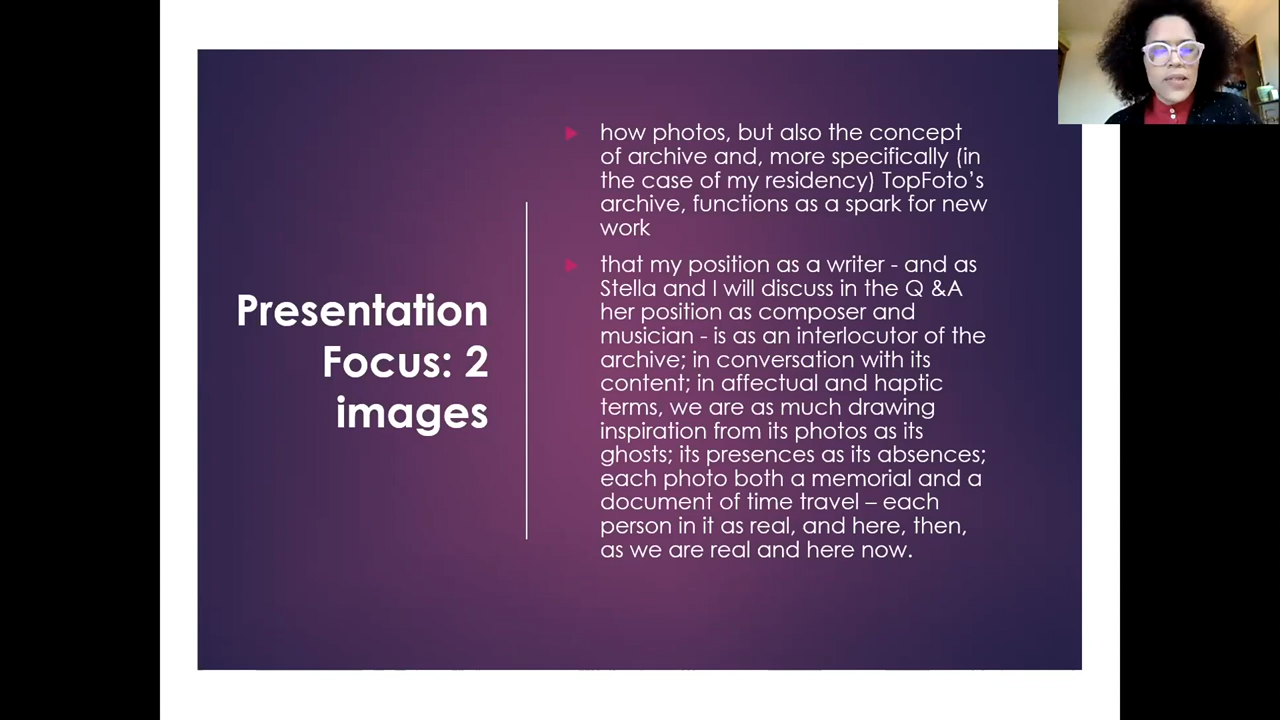 Presentation
Focus: 2
images
how photos, but also the concept
of archive and, more specifically (in
the case of my residency) TopFoto's
archive, functions as a spark for new
work
that my position as a writer - and as
Stella and I will discuss in the Q &A
her position as composer and
musician - is as an interlocutor of the
archive; in conversation with its
content; in affectual and haptic
terms, we are as much drawing
inspiration from its photos as its
ghosts; its presences as its absences;
each photo both a memorial and a
document of time travel – each
person in it as real, and here, then,
as we are real and here now.